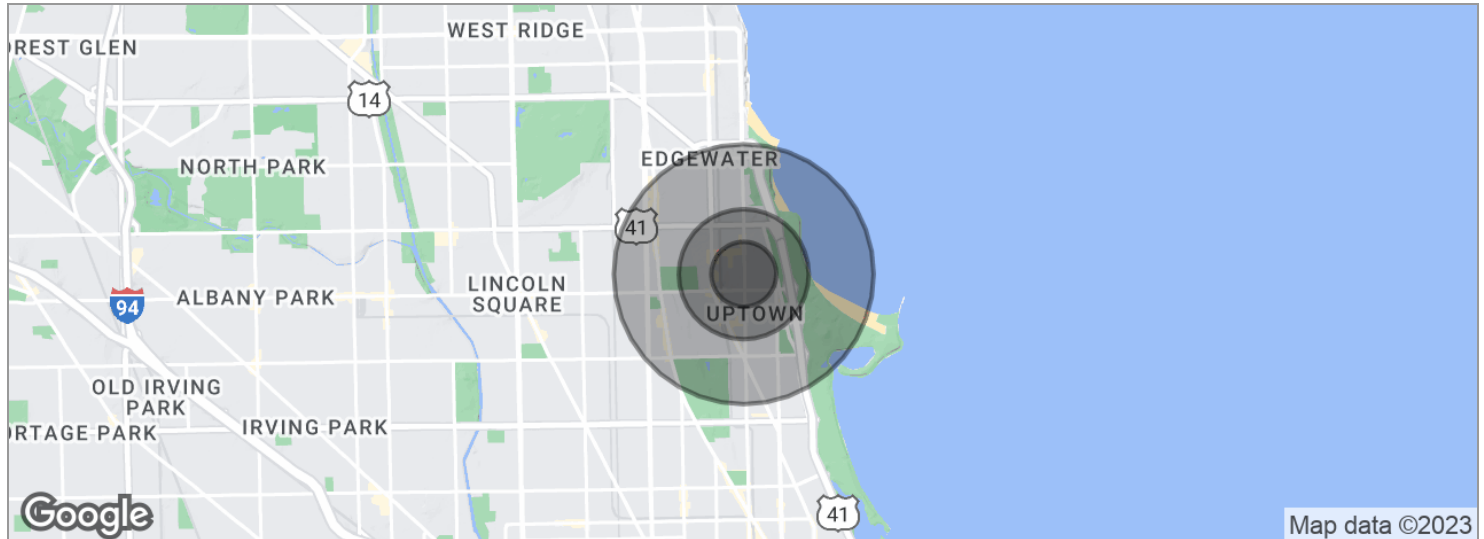 WEST RIDGE
OREST GLEN
14
NORTH PARK
EDGEWATER
41
LINCOLN
SQUARE
ALBANY PARK
94
UPTOWN
OLD IRVING
PARK
IRVING PARK
ORTAGE PARK
41
Google
Map data ©2023